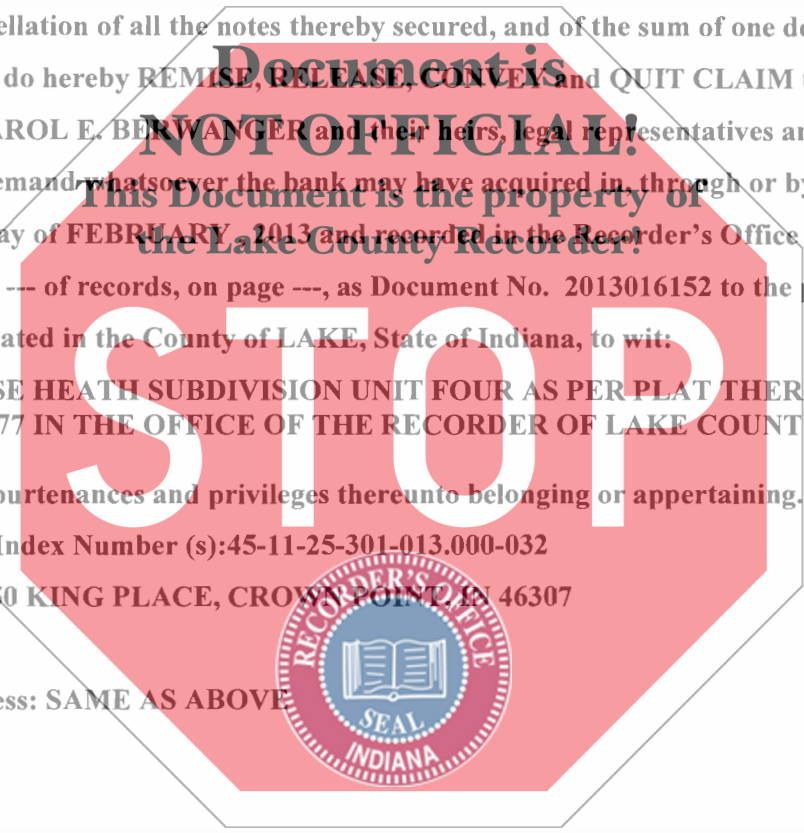 ellation of all the notes thereby secured, and of the sum of one do
Document is
do hereby REMISE, RELEASE, CONVEY and QUIT CLAIM
NOT OFFICIAL!
AROL E. BERWANGER and their heirs, legal representatives an
emand whatsoever the bank may have acquired in, through or by
This Document is the property of
ay of FEBRUARY , 2013 and recorded in the Recorder's Office
the Lake County Recorder!
--- of records, on page ---, as Document No. 2013016152 to the p
ated in the County of LAKE, State of Indiana, to wit:
SE HEATH SUBDIVISION UNIT FOUR AS PER PLAT THER
77 IN THE OFFICE OF THE RECORDER OF LAKE COUNT
STOP
purtenances and privileges thereunto belonging or appertaining.
Index Number (s):45-11-25-301-013.000-032
0 KING PLACE, CROWN POINT, IN 46307
ess: SAME AS ABOVE
RECORDER'S OFFICE
SEAL
INDIANA